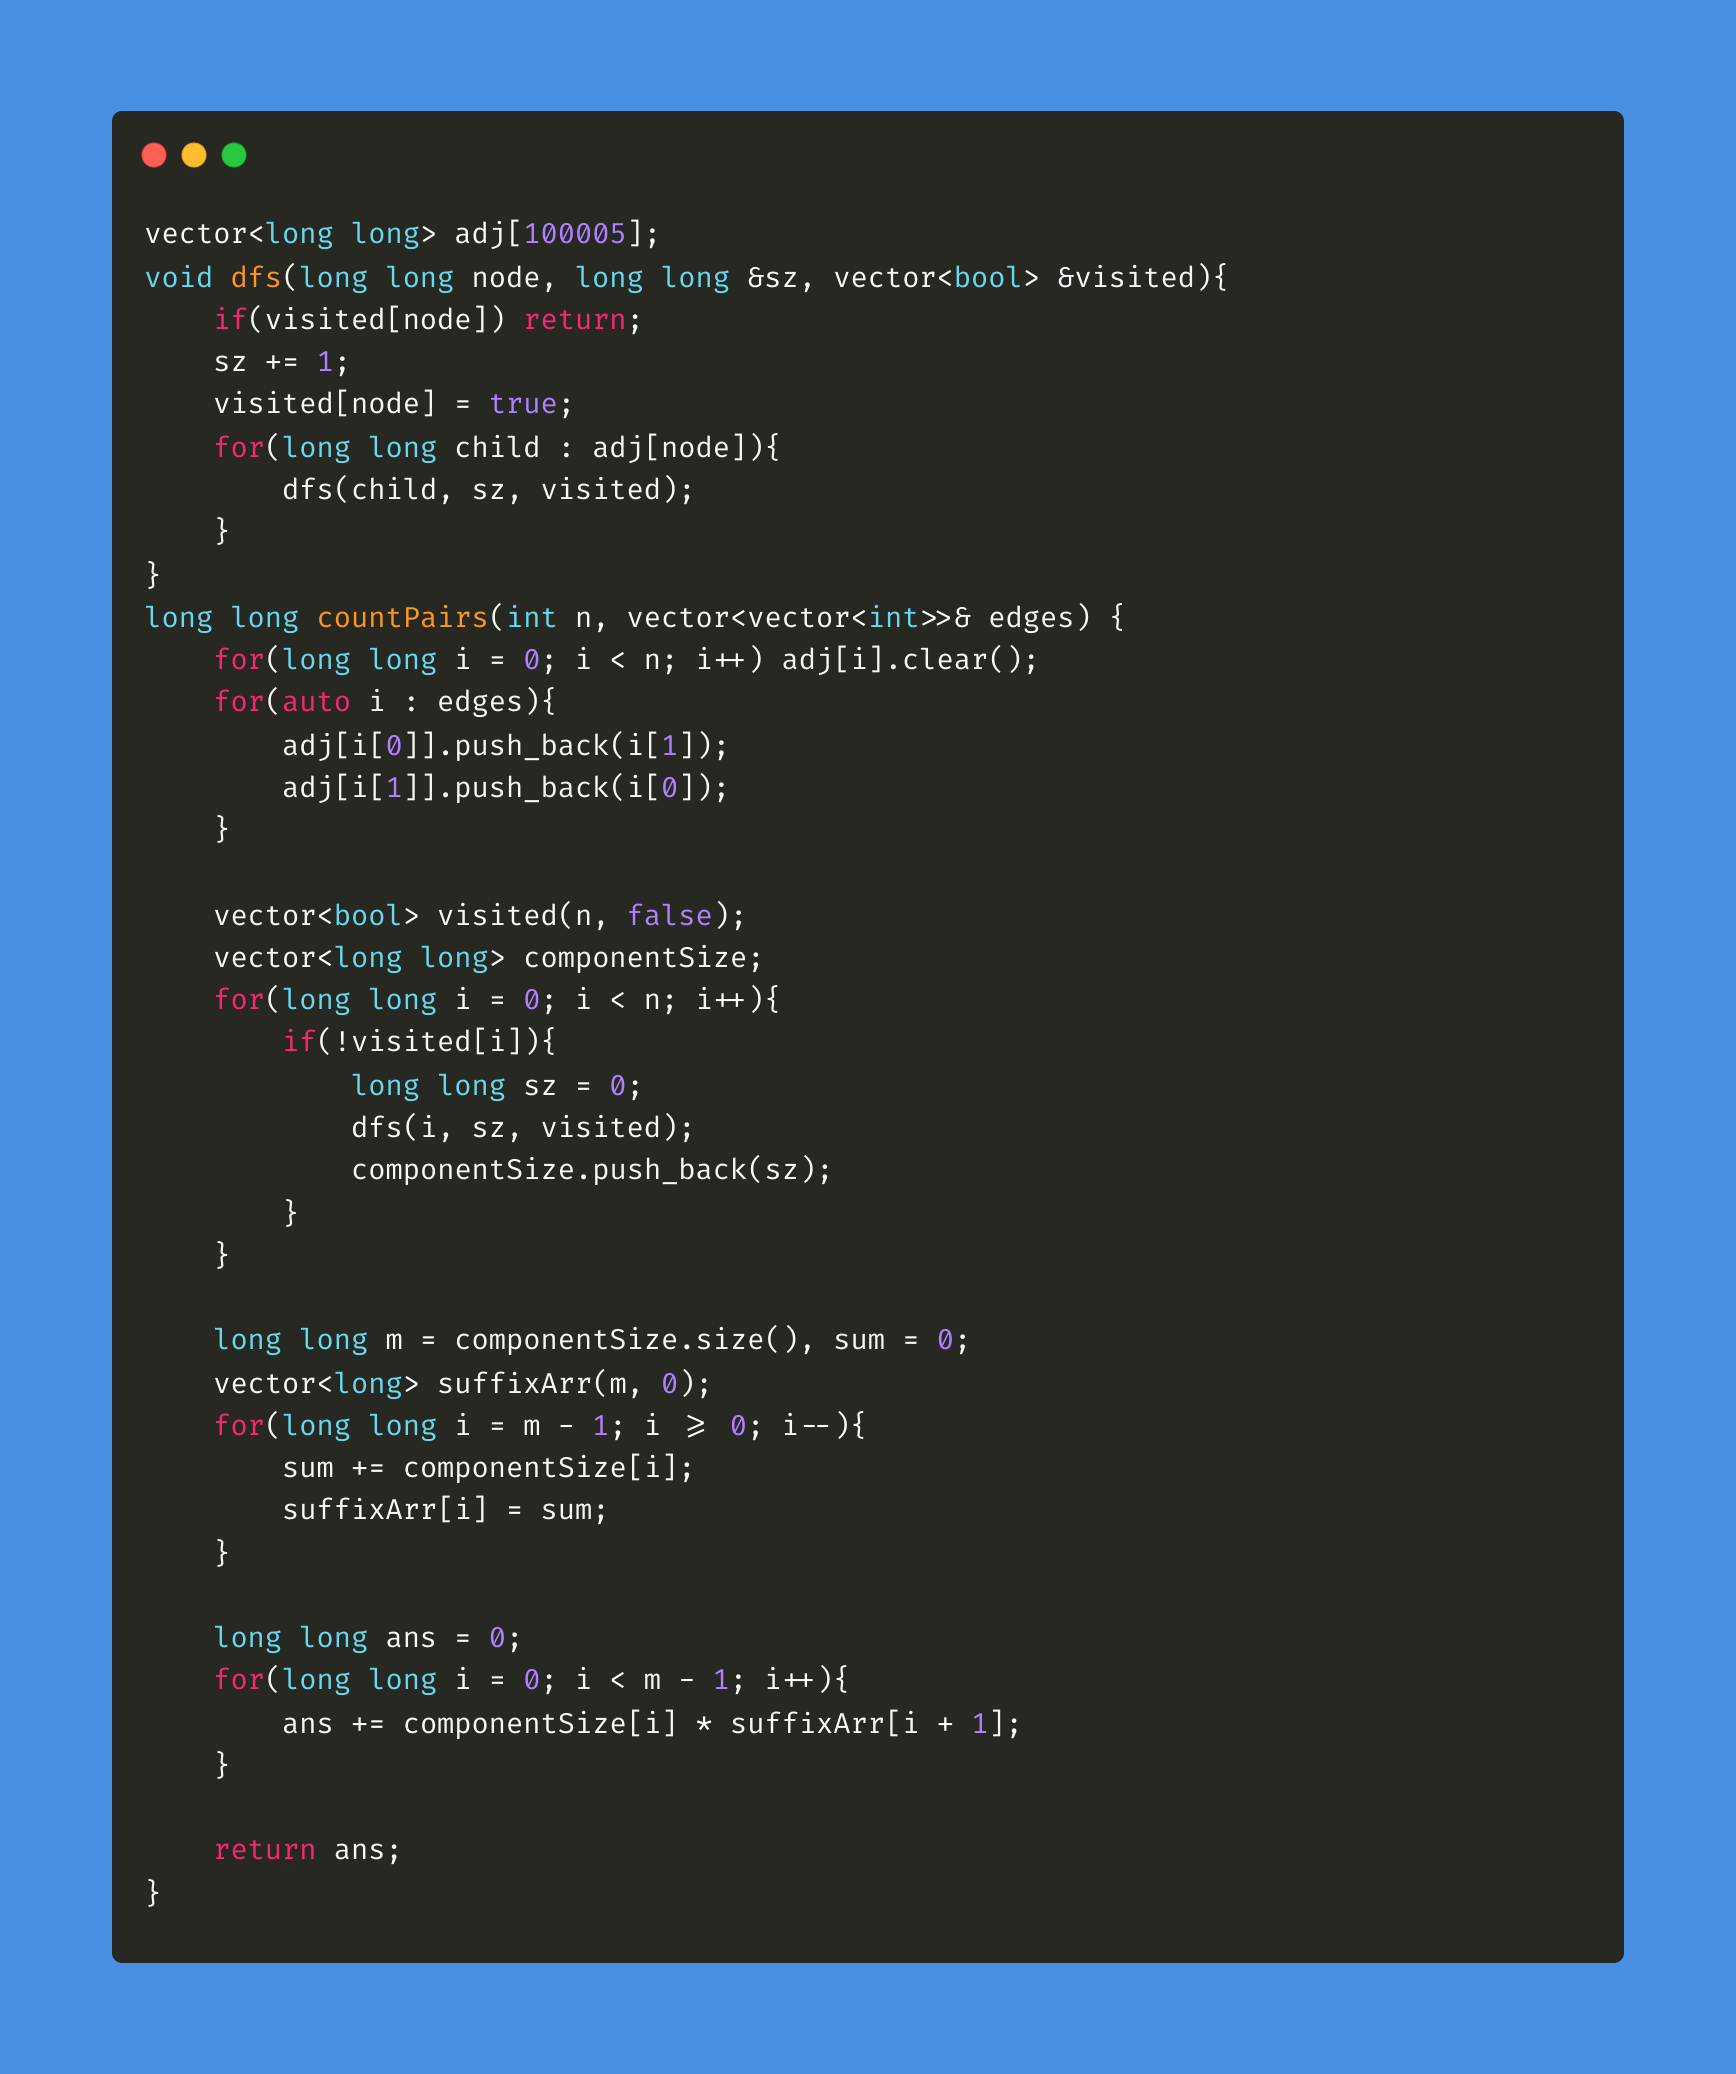 vector<long long> adj[100005];
void dfs(long long node, long long &sz, vector<bool> &visited){
    if(visited[node]) return;
    sz += 1;
    visited[node] = true;
    for(long long child : adj[node]){
        dfs(child, sz, visited);
    }
}
long long countPairs(int n, vector<vector<int>>& edges) {
    for(long long i = 0; i < n; i++) adj[i].clear();
    for(auto i : edges){
        adj[i[0]].push_back(i[1]);
        adj[i[1]].push_back(i[0]);
    }

    vector<bool> visited(n, false);
    vector<long long> componentSize;
    for(long long i = 0; i < n; i++){
        if(!visited[i]){
            long long sz = 0;
            dfs(i, sz, visited);
            componentSize.push_back(sz);
        }
    }

    long long m = componentSize.size(), sum = 0;
    vector<long> suffixArr(m, 0);
    for(long long i = m - 1; i >= 0; i--){
        sum += componentSize[i];
        suffixArr[i] = sum;
    }

    long long ans = 0;
    for(long long i = 0; i < m - 1; i++){
        ans += componentSize[i] * suffixArr[i + 1];
    }

    return ans;
}